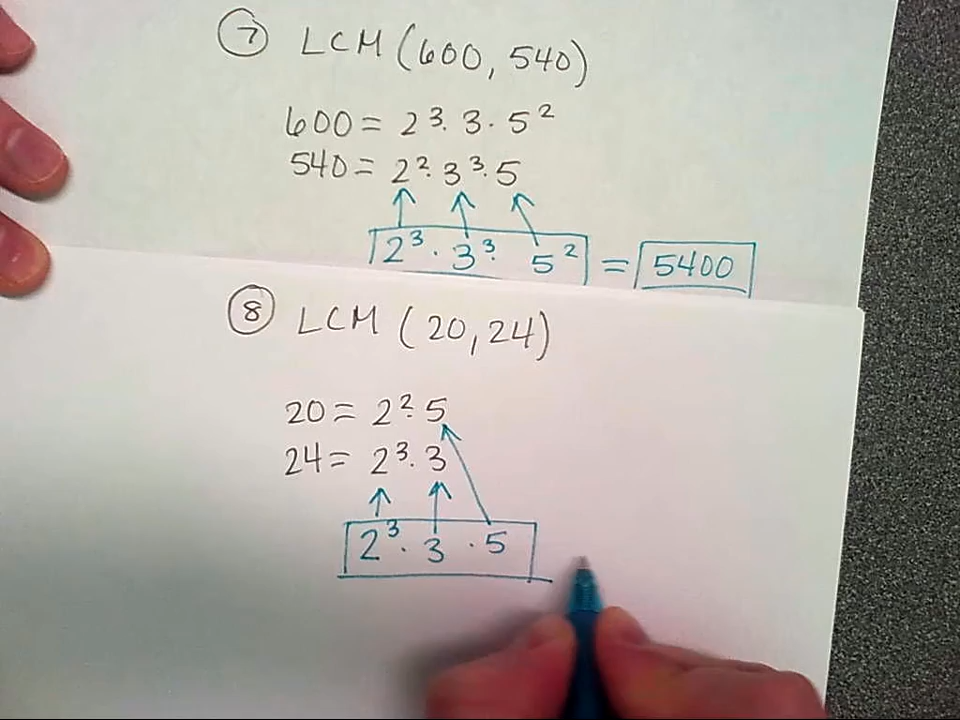 ⑦ LCM (600, 540)
600 = 2³· 3 · 5²
540 = 2²· 3³· 5
2³ · 3³· 5² = 5400
⑧ LCM (20, 24)
20 = 2²· 5
24 = 2³· 3
2³ · 3 · 5